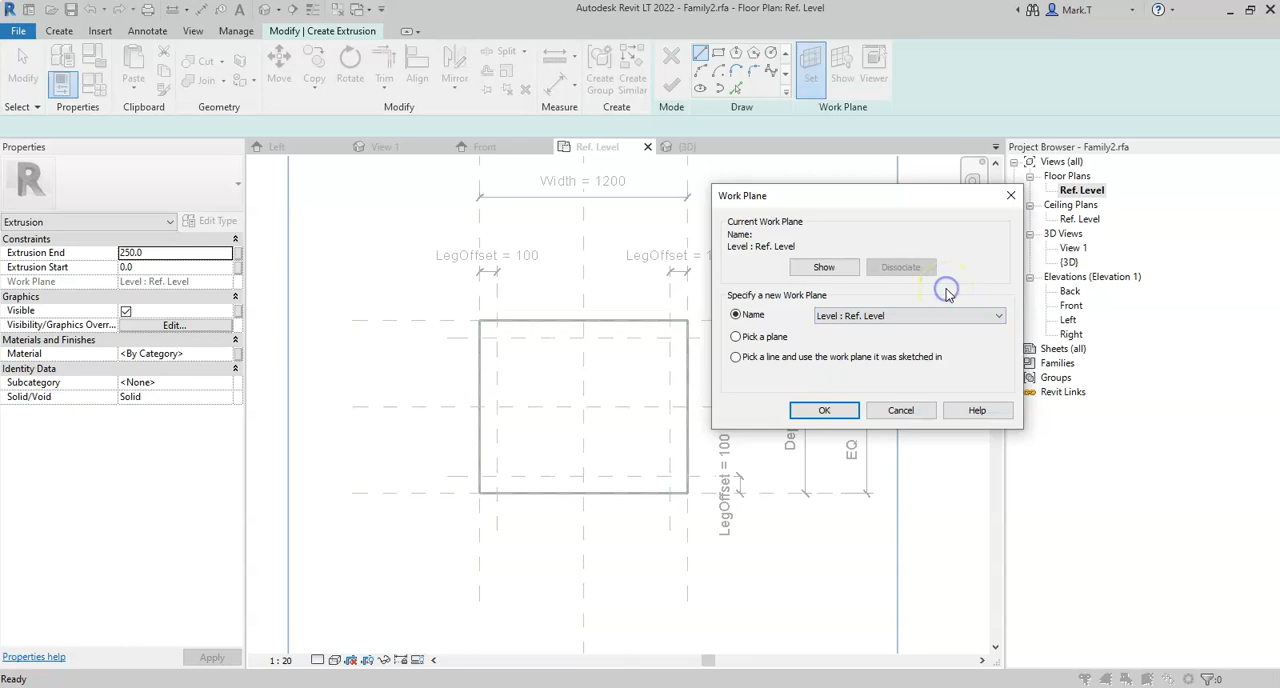 Autodesk Revit LT 2022 - Family2.rfa - Floor Plan: Ref. Level
Mark.T
File Create Insert Annotate View Manage Modify | Create Extrusion
Modify Paste Cut Join Move Copy Rotate Trim Align Mirror Split Create Group Create Similar Set Show Viewer
Select Properties Clipboard Geometry Modify Measure Create Mode Draw Work Plane
Properties
Left View 1 Front Ref. Level {3D}
Project Browser - Family2.rfa
Extrusion Edit Type
Constraints
Extrusion End 250.0
Extrusion Start 0.0
Work Plane Level : Ref. Level
Graphics
Visible
Visibility/Graphics Overr... Edit...
Materials and Finishes
Material <By Category>
Identity Data
Subcategory <None>
Solid/Void Solid
Properties help Apply
Width = 1200
LegOffset = 100
LegOffset = 1
LegOffset = 100
Dep
EQ
Work Plane
Current Work Plane
Name:
Level : Ref. Level
Show Dissociate
Specify a new Work Plane
Name Level : Ref. Level
Pick a plane
Pick a line and use the work plane it was sketched in
OK Cancel Help
Views (all)
Floor Plans
Ref. Level
Ceiling Plans
Ref. Level
3D Views
View 1
{3D}
Elevations (Elevation 1)
Back
Front
Left
Right
Sheets (all)
Families
Groups
Revit Links
1 : 20
Ready
:0